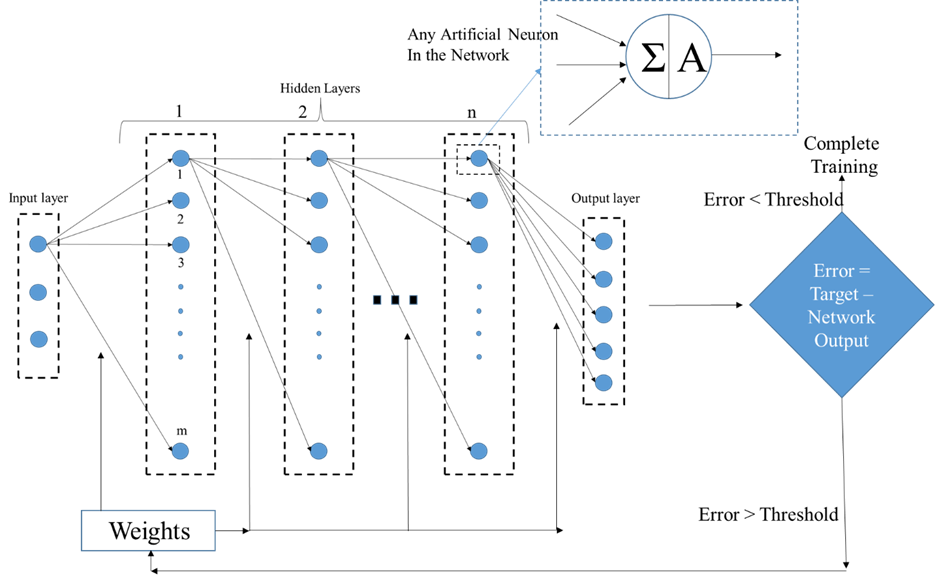 Any Artificial Neuron
In the Network
Σ A
Hidden Layers
1 2 n
Input layer
1
2
3
m
Output layer
Complete
Training
Error < Threshold
Error =
Target –
Network
Output
Error > Threshold
Weights